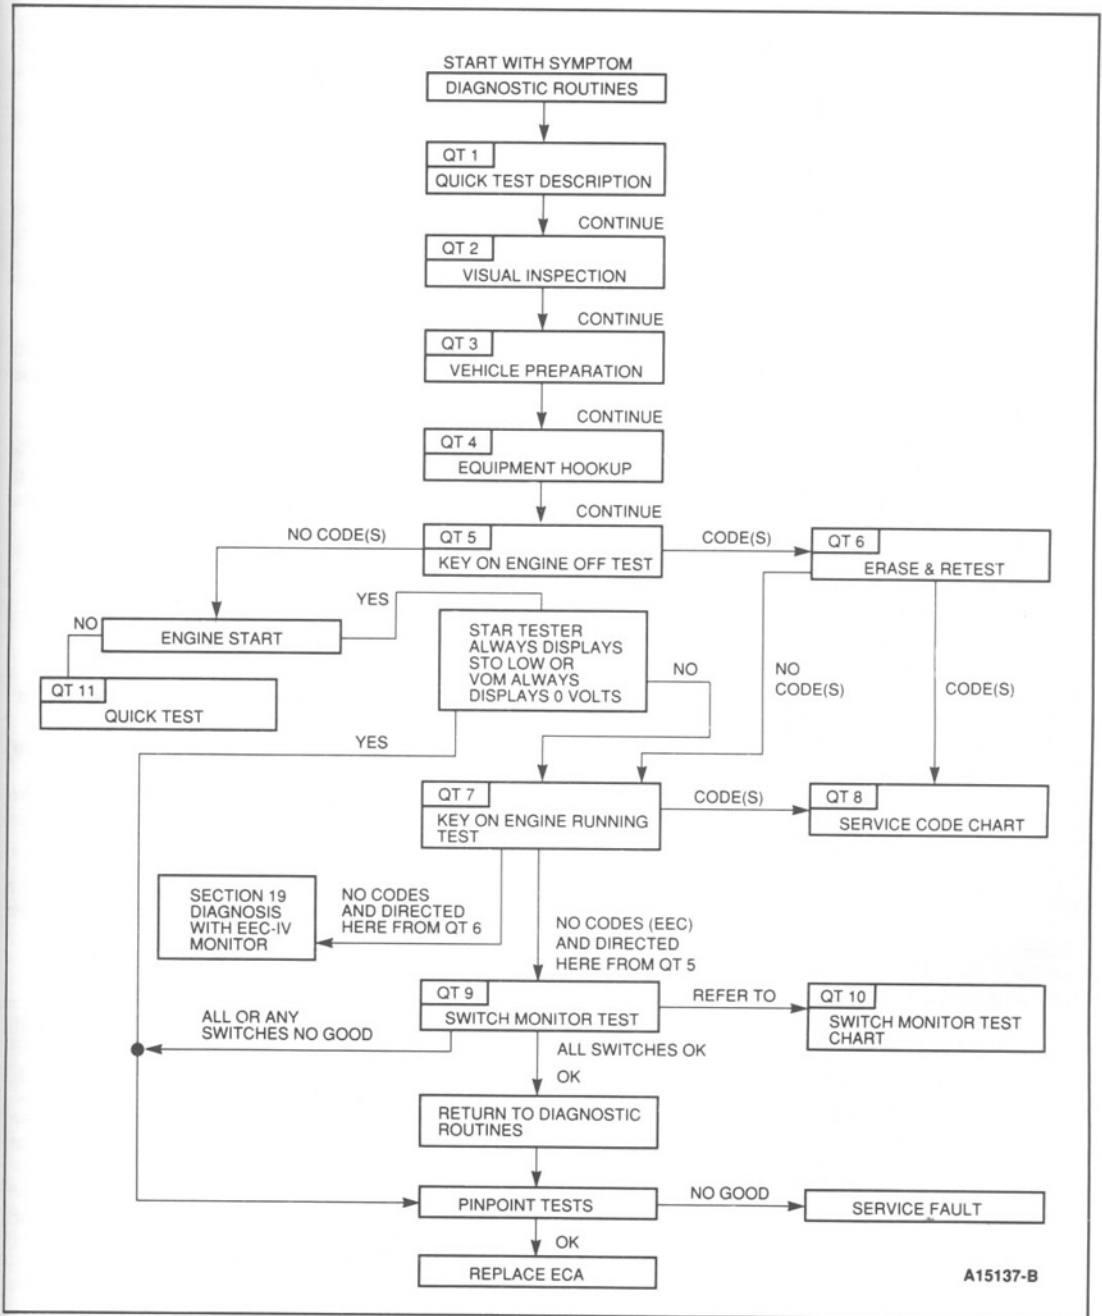 START WITH SYMPTOM
DIAGNOSTIC ROUTINES
QT 1
QUICK TEST DESCRIPTION
CONTINUE
QT 2
VISUAL INSPECTION
CONTINUE
QT 3
VEHICLE PREPARATION
CONTINUE
QT 4
EQUIPMENT HOOKUP
CONTINUE
NO CODE(S)
QT 5
KEY ON ENGINE OFF TEST
CODE(S)
QT 6
ERASE & RETEST
YES
NO
ENGINE START
STAR TESTER
ALWAYS DISPLAYS
STO LOW OR
VOM ALWAYS
DISPLAYS 0 VOLTS
NO
NO
CODE(S)
CODE(S)
QT 11
QUICK TEST
YES
QT 7
KEY ON ENGINE RUNNING
TEST
CODE(S)
QT 8
SERVICE CODE CHART
SECTION 19
DIAGNOSIS
WITH EEC-IV
MONITOR
NO CODES
AND DIRECTED
HERE FROM QT 6
NO CODES (EEC)
AND DIRECTED
HERE FROM QT 5
QT 9
SWITCH MONITOR TEST
REFER TO
QT 10
SWITCH MONITOR TEST
CHART
ALL OR ANY
SWITCHES NO GOOD
ALL SWITCHES OK
OK
RETURN TO DIAGNOSTIC
ROUTINES
PINPOINT TESTS
NO GOOD
SERVICE FAULT
OK
REPLACE ECA
A15137-B